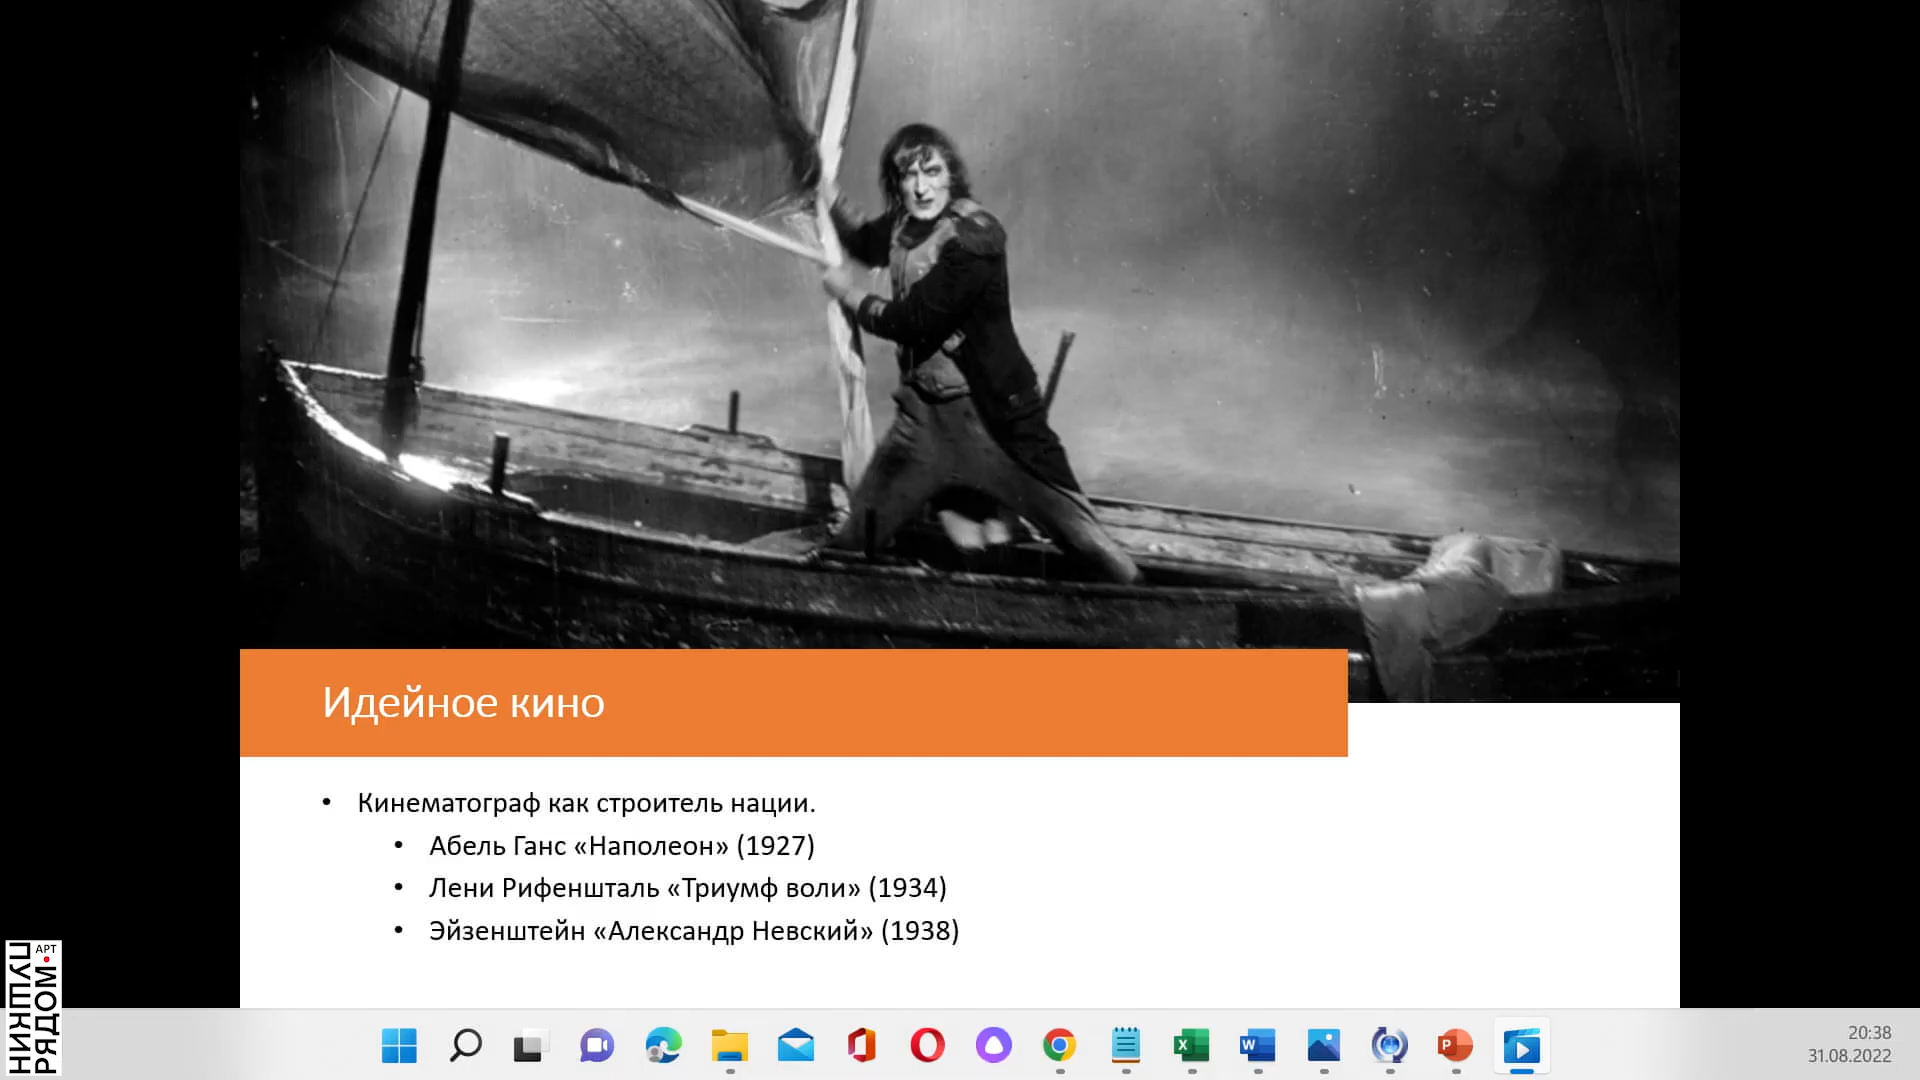 Идейное кино
• Кинематограф как строитель нации.
• Абель Ганс «Наполеон» (1927)
• Лени Рифеншталь «Триумф воли» (1934)
• Эйзенштейн «Александр Невский» (1938)
ПУШКИН
РЯДОМ•АРТ
20:38
31.08.2022